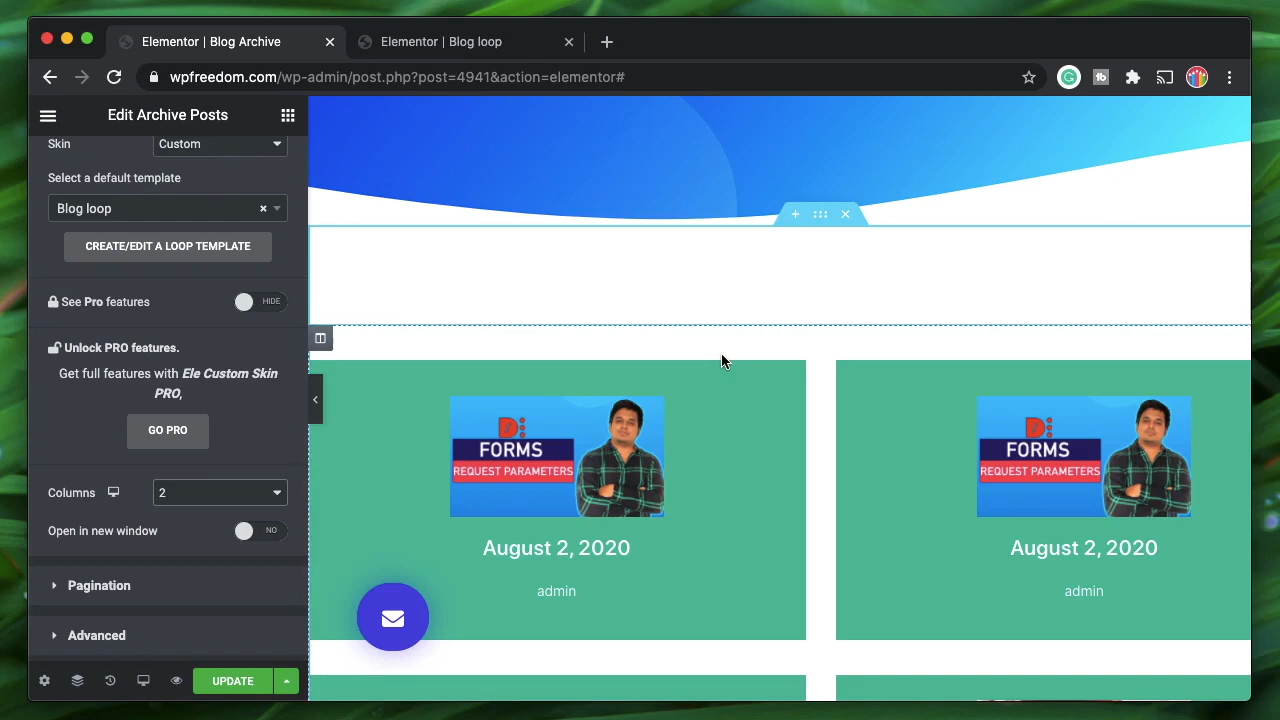 Elementor | Blog Archive
Elementor | Blog loop
wpfreedom.com/wp-admin/post.php?post=4941&action=elementor#
Edit Archive Posts
Skin
Custom
Select a default template
Blog loop
CREATE/EDIT A LOOP TEMPLATE
See Pro features
HIDE
Unlock PRO features.
Get full features with Ele Custom Skin
PRO,
GO PRO
Columns
2
Open in new window
NO
Pagination
Advanced
UPDATE
D:
FORMS
REQUEST PARAMETERS
August 2, 2020
admin
D:
FORMS
REQUEST PARAMETERS
August 2, 2020
admin